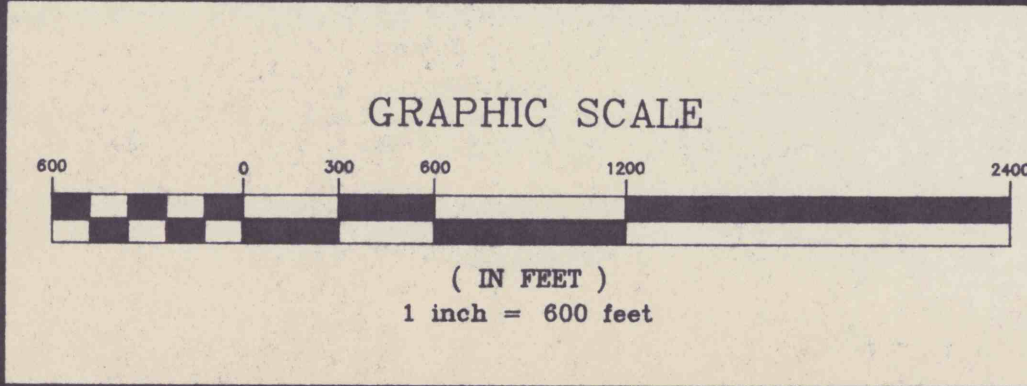 GRAPHIC SCALE
600 0 300 600 1200 2400
( IN FEET )
1 inch = 600 feet